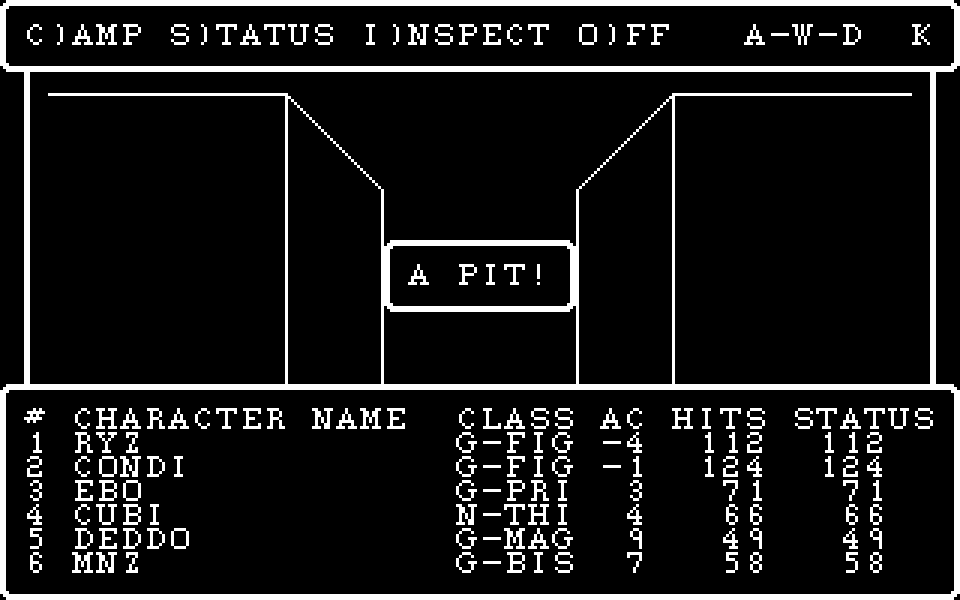 C)AMP S)TATUS I)NSPECT O)FF A-W-D K
A PIT!
# CHARACTER NAME CLASS AC HITS STATUS
1 RYZ G-FIG -4 112 112
2 CONDI G-FIG -1 124 124
3 EBO G-PRI 3 71 71
4 CUBI N-THI 4 66 66
5 DEDDO G-MAG 9 49 49
6 MNZ G-BIS 7 58 58